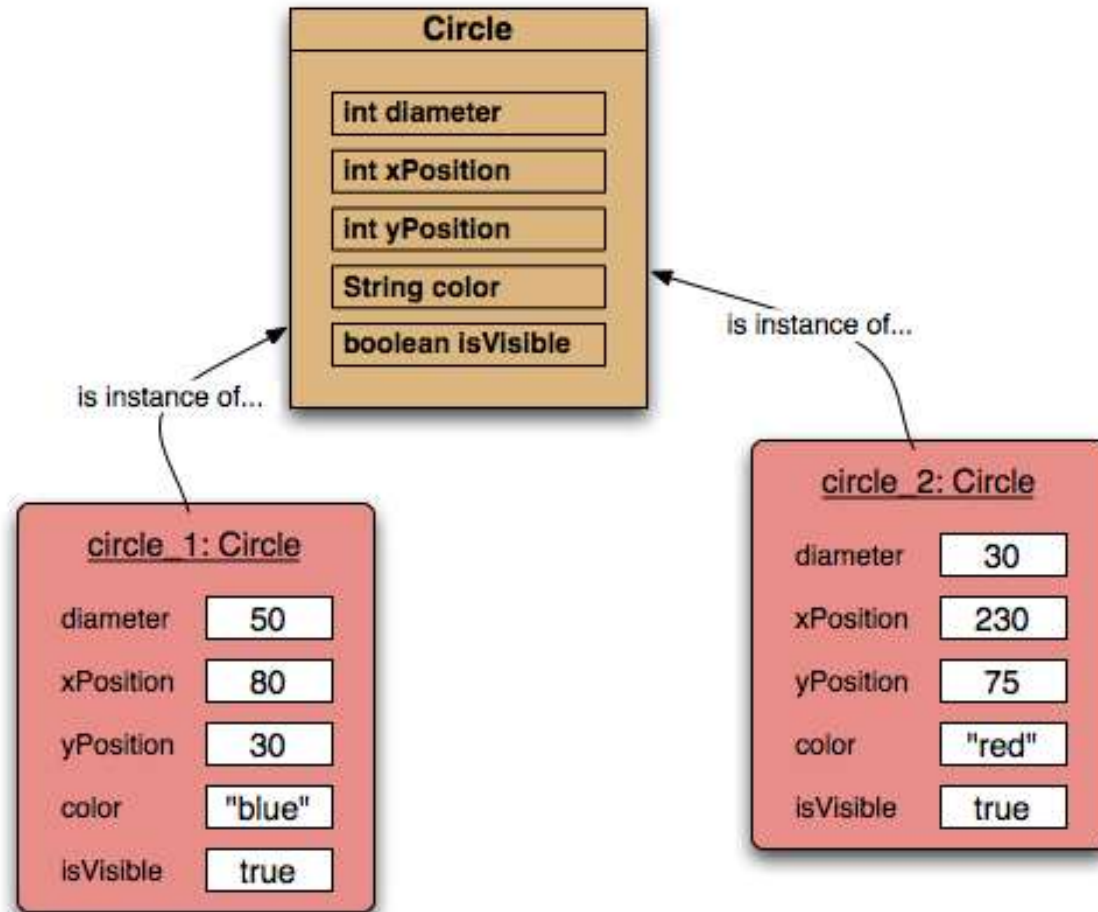 Circle
int diameter
int xPosition
int yPosition
String color
boolean isVisible
is instance of...
is instance of...
circle_1: Circle
diameter 50
xPosition 80
yPosition 30
color "blue"
isVisible true
circle_2: Circle
diameter 30
xPosition 230
yPosition 75
color "red"
isVisible true